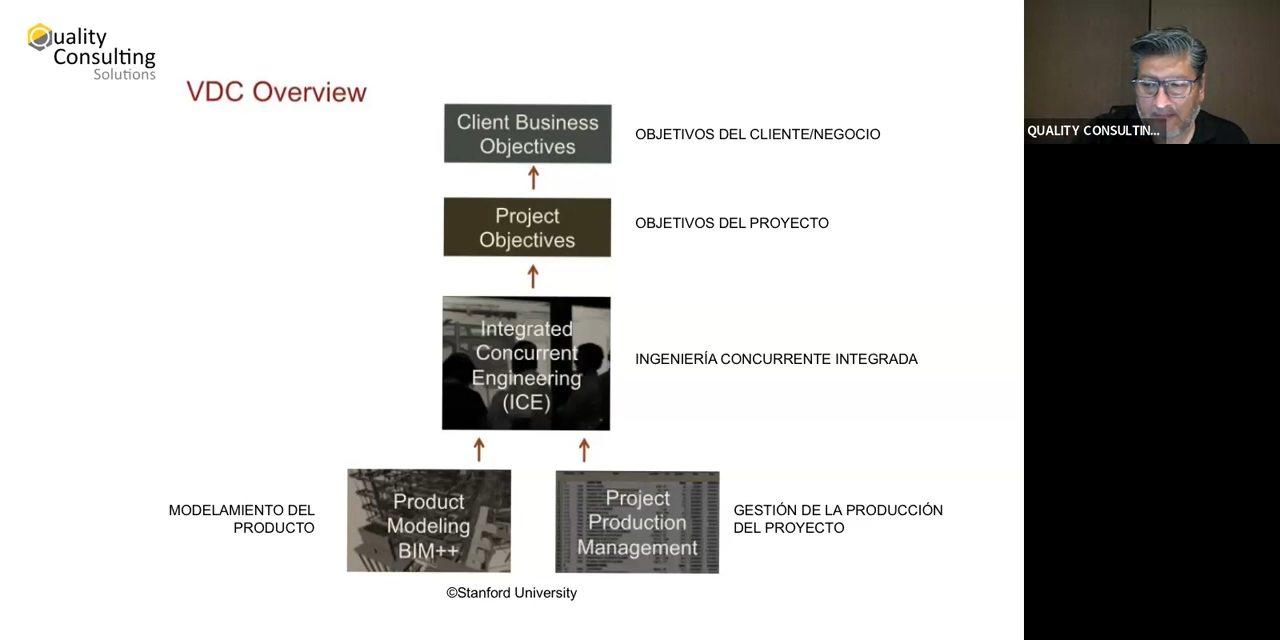 Quality
Consulting
Solutions
VDC Overview
Client Business
Objectives
OBJETIVOS DEL CLIENTE/NEGOCIO
Project
Objectives
OBJETIVOS DEL PROYECTO
Integrated
Concurrent
Engineering
(ICE)
INGENIERÍA CONCURRENTE INTEGRADA
MODELAMIENTO DEL
PRODUCTO
Product
Modeling
BIM++
Project
Production
Management
GESTIÓN DE LA PRODUCCIÓN
DEL PROYECTO
©Stanford University
QUALITY CONSULTIN...